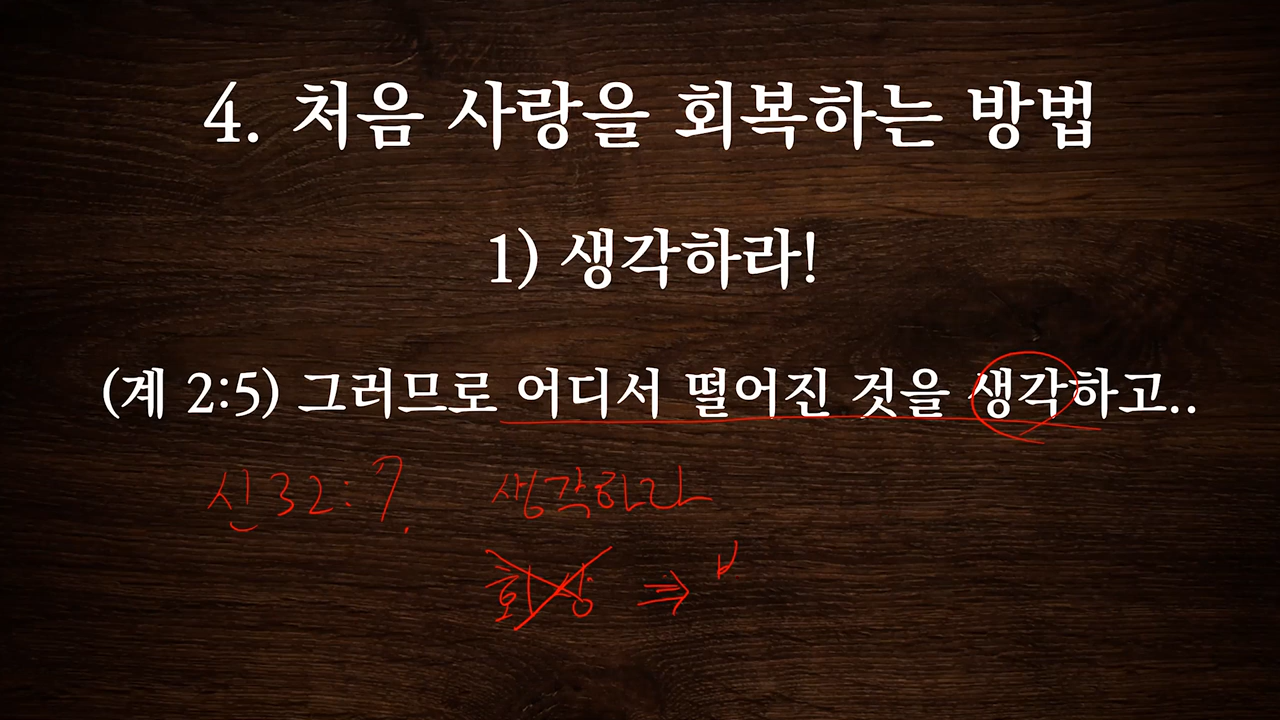 4. 처음 사랑을 회복하는 방법
1) 생각하라!
(계 2:5) 그러므로 어디서 떨어진 것을 생각하고..
신 32:7. 생각하라
회상 ⇒